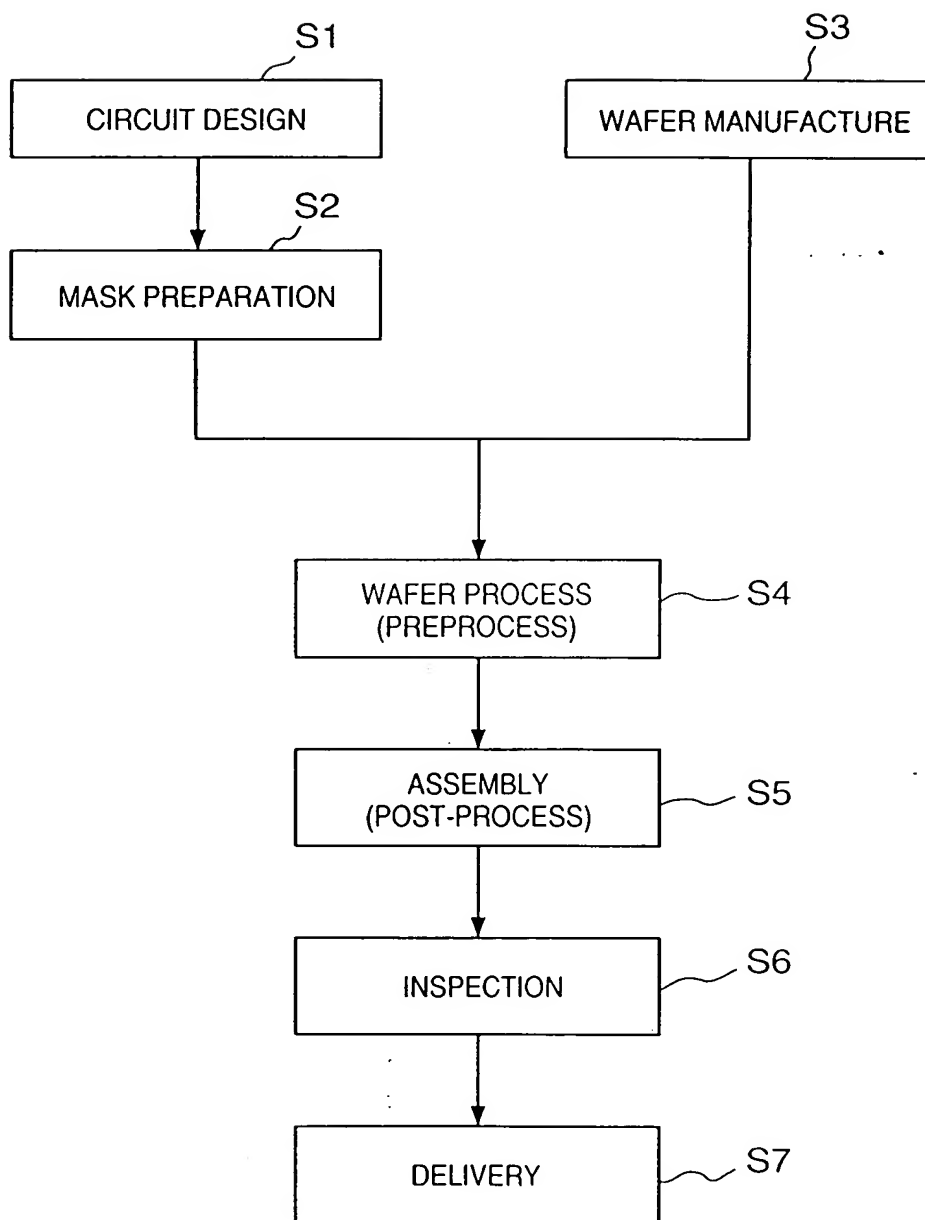 S1
CIRCUIT DESIGN
S3
WAFER MANUFACTURE
S2
MASK PREPARATION
WAFER PROCESS
(PREPROCESS)
S4
ASSEMBLY
(POST-PROCESS)
S5
INSPECTION
S6
DELIVERY
S7